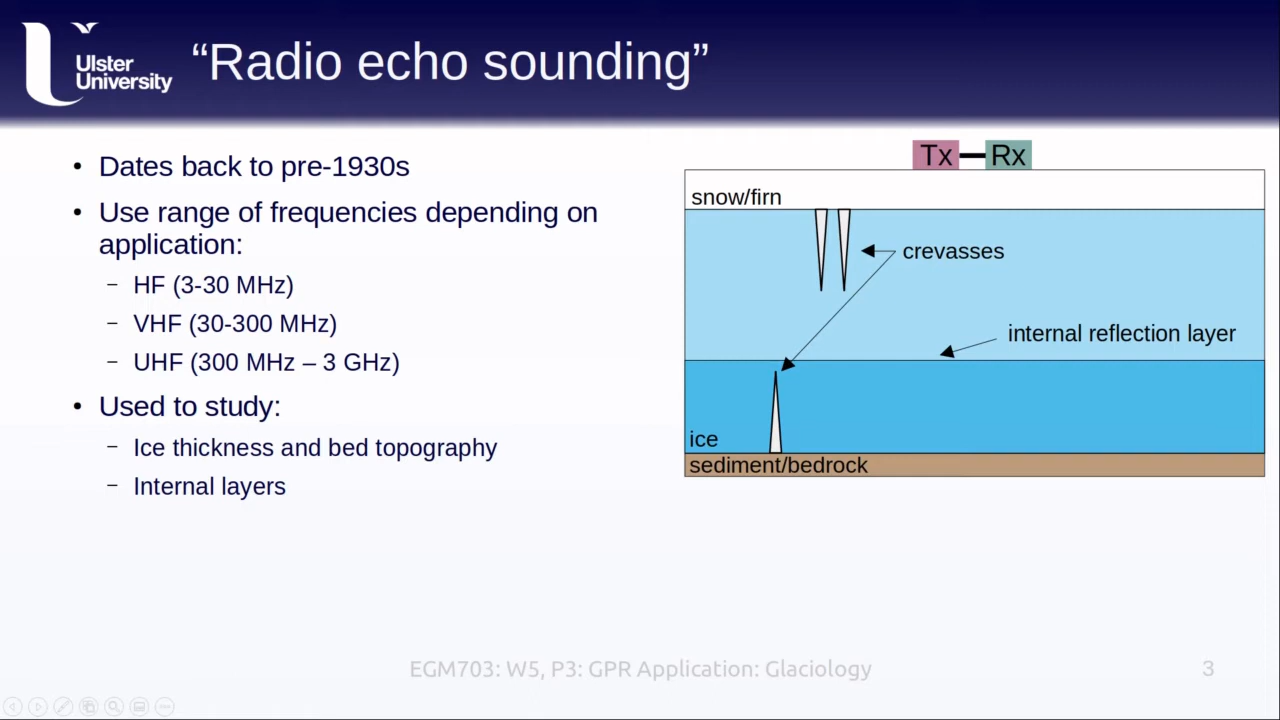 Ulster
University
“Radio echo sounding”
• Dates back to pre-1930s
• Use range of frequencies depending on
application:
– HF (3-30 MHz)
– VHF (30-300 MHz)
– UHF (300 MHz – 3 GHz)
• Used to study:
– Ice thickness and bed topography
– Internal layers
Tx
Rx
snow/firn
crevasses
internal reflection layer
ice
sediment/bedrock
EGM703: W5, P3: GPR Application: Glaciology
3